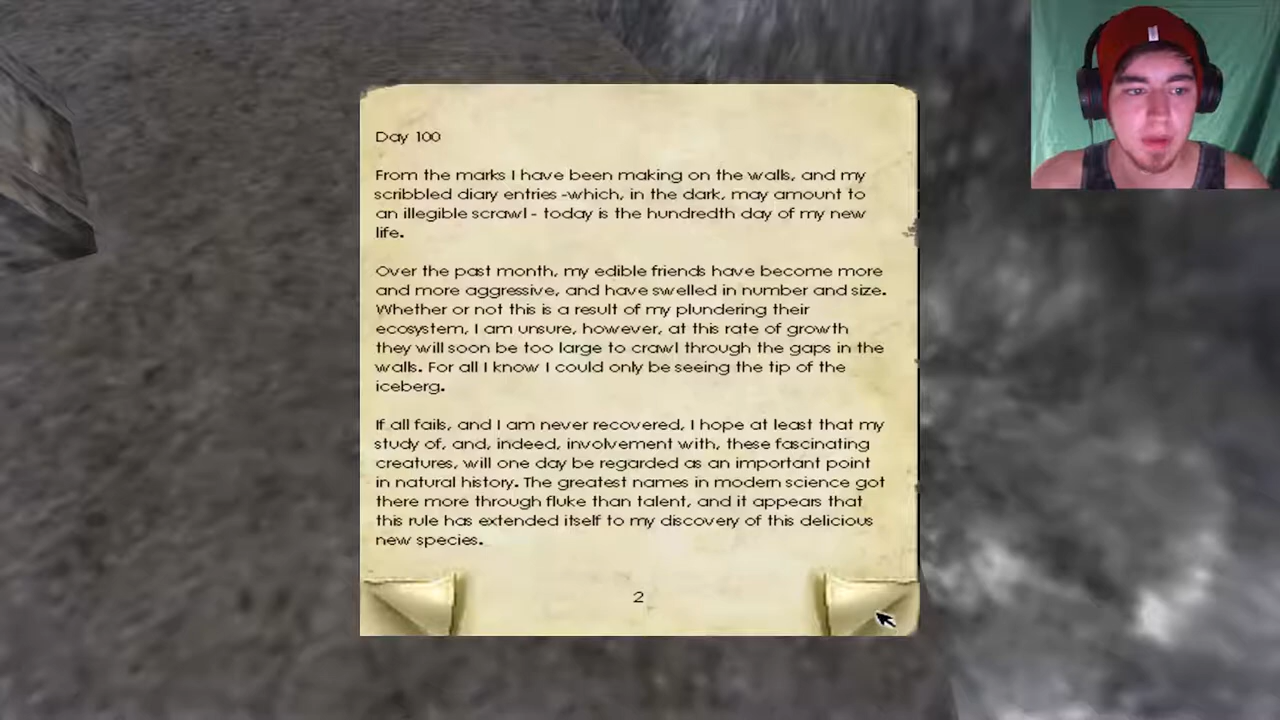 Day 100
From the marks I have been making on the walls, and my
scribbled diary entries -which, in the dark, may amount to
an illegible scrawl - today is the hundredth day of my new
life.
Over the past month, my edible friends have become more
and more aggressive, and have swelled in number and size.
Whether or not this is a result of my plundering their
ecosystem, I am unsure, however, at this rate of growth
they will soon be too large to crawl through the gaps in the
walls. For all I know I could only be seeing the tip of the
iceberg.
If all fails, and I am never recovered, I hope at least that my
study of, and, indeed, involvement with, these fascinating
creatures, will one day be regarded as an important point
in natural history. The greatest names in modern science got
there more through fluke than talent, and it appears that
this rule has extended itself to my discovery of this delicious
new species.
2